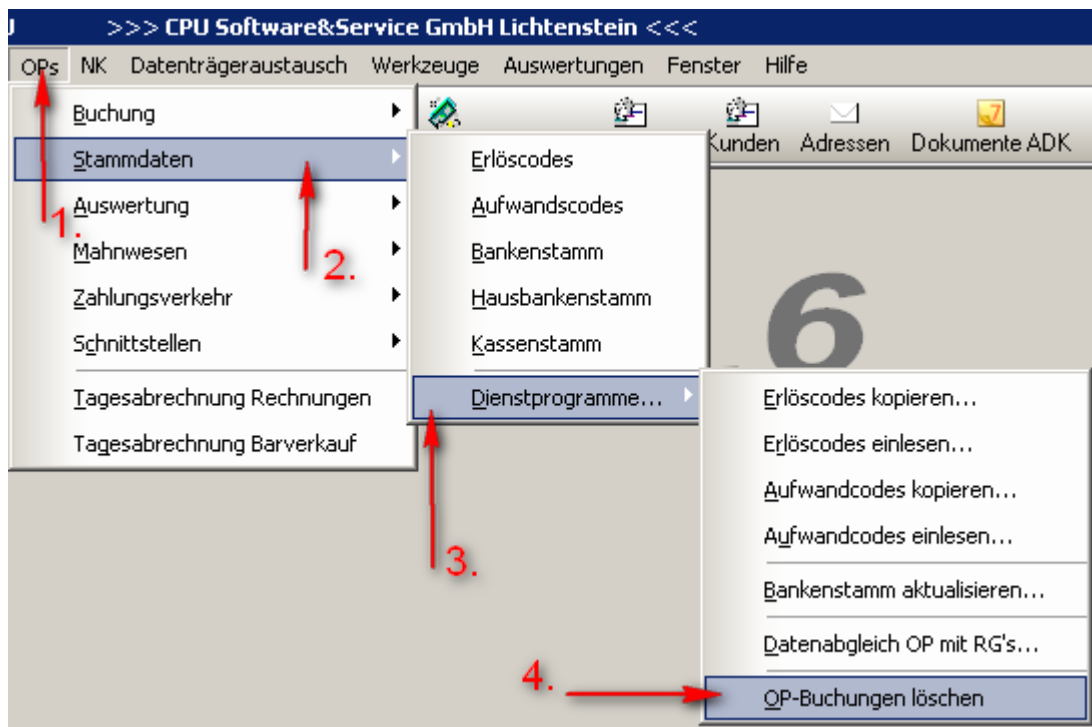 J >>> CPU Software&Service GmbH Lichtenstein <<<
OPs NK Datenträgeraustausch Werkzeuge Auswertungen Fenster Hilfe
Kunden Adressen Dokumente ADK
Buchung
Stammdaten
Auswertung
Mahnwesen
Zahlungsverkehr
Schnittstellen
Tagesabrechnung Rechnungen
Tagesabrechnung Barverkauf
1.
2.
Erlöscodes
Aufwandscodes
Bankenstamm
Hausbankenstamm
Kassenstamm
Dienstprogramme...
3.
6
Erlöscodes kopieren...
Erlöscodes einlesen...
Aufwandcodes kopieren...
Aufwandcodes einlesen...
Bankenstamm aktualisieren...
Datenabgleich OP mit RG's...
4. OP-Buchungen löschen